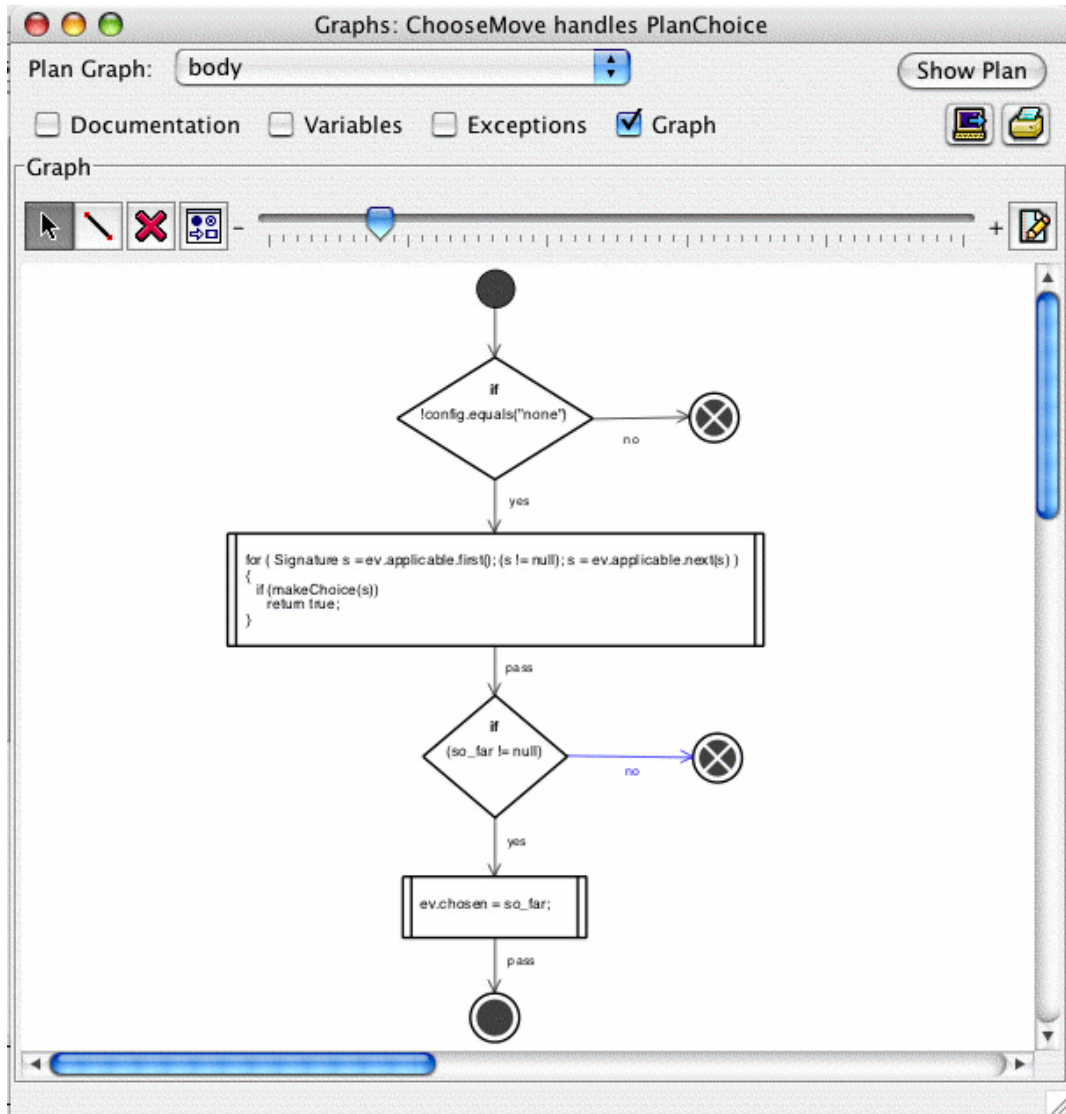 Graphs: ChooseMove handles PlanChoice
Plan Graph: body Show Plan
Documentation Variables Exceptions Graph
Graph
- +
if
!config.equals("none")
no
yes
for ( Signature s =ev.applicable.first(); (s != null); s = ev.applicable.next(s) )
{
if (makeChoice(s))
return true;
}
pass
if
(so_far != null)
no
yes
ev.chosen = so_far;
pass